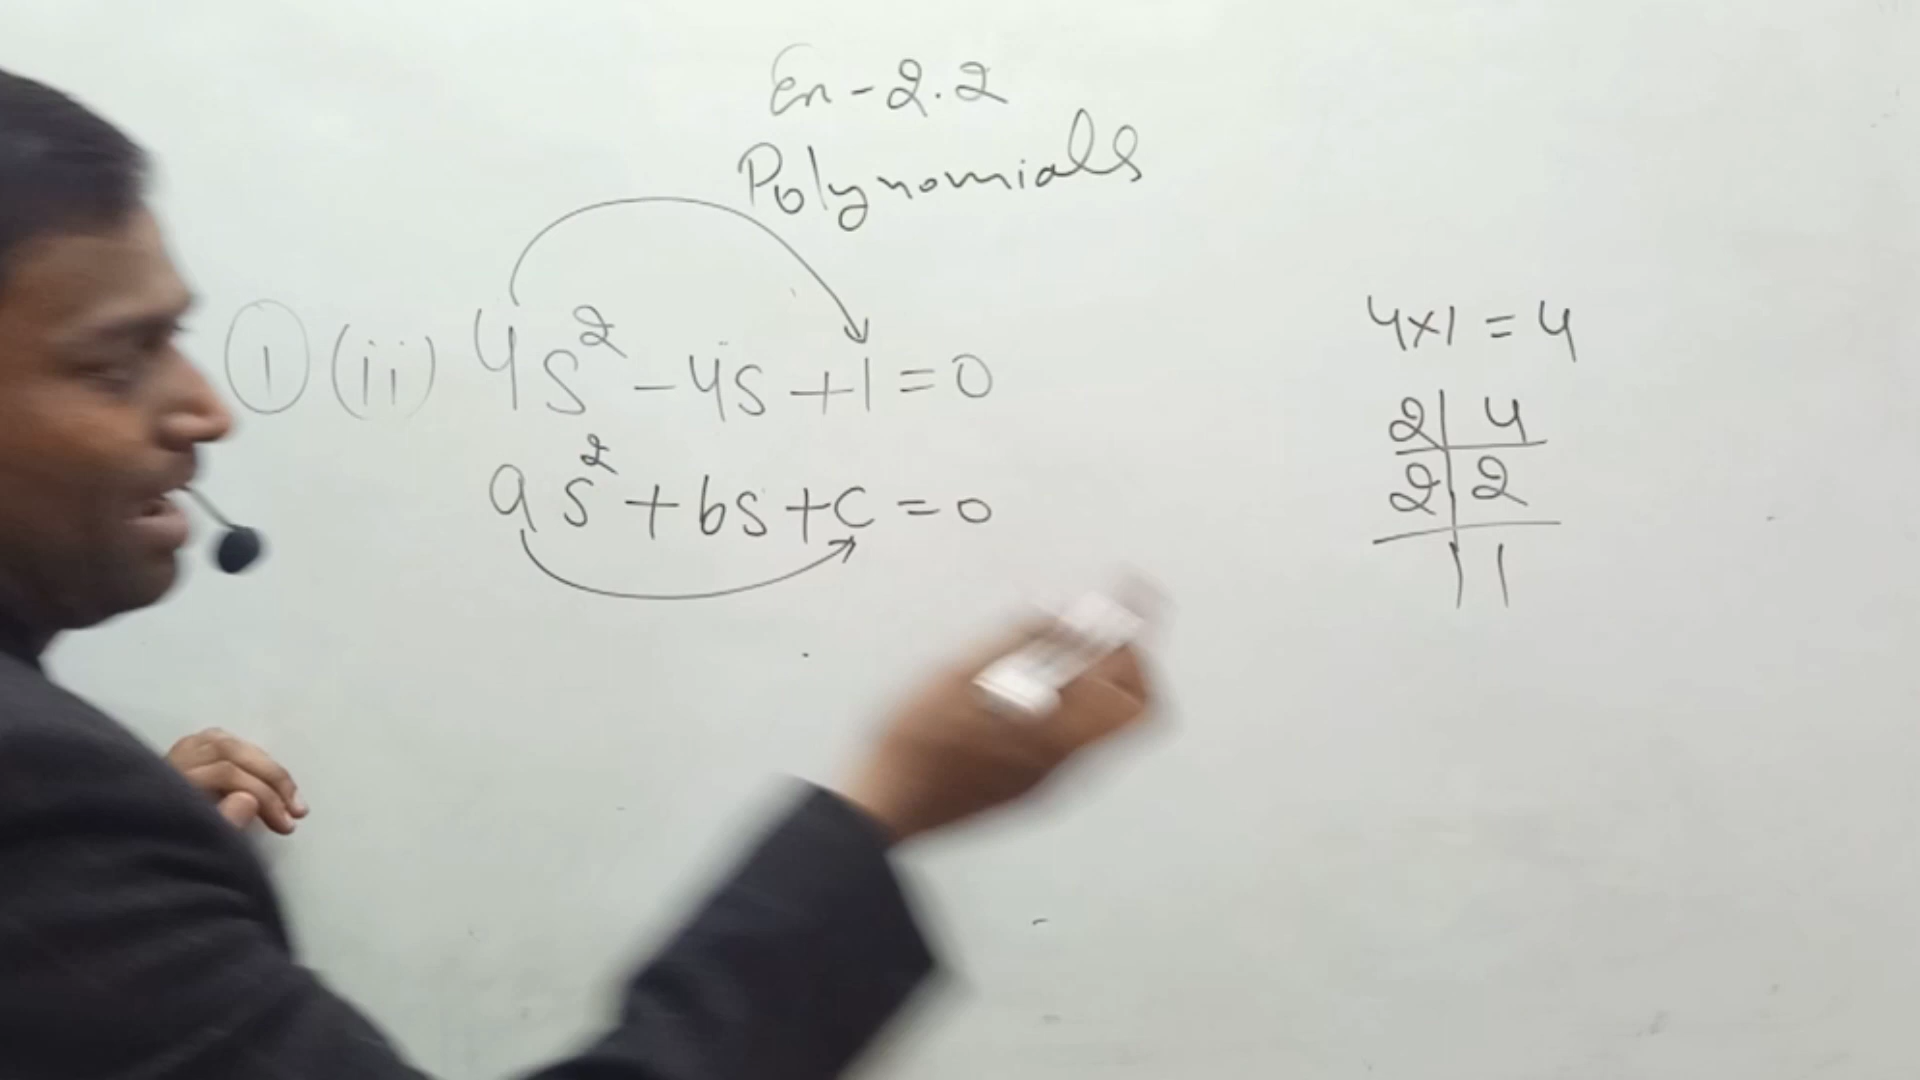 Ex-2.2
Polynomials
① (ii) 4s² - 4s + 1 = 0
as² + bs + c = 0
4×1 = 4
2 | 4
2 | 2
| 1